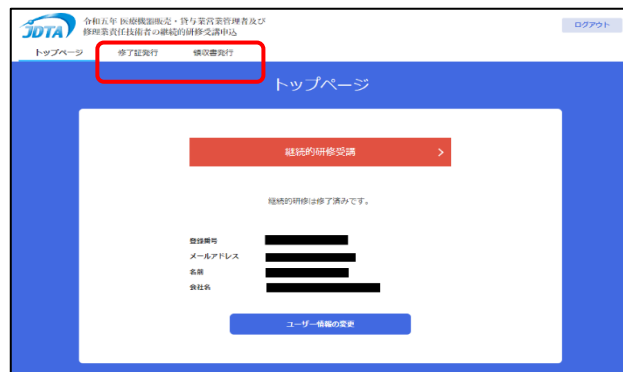 JDTA
令和五年 医療機器販売・貸与業営業管理者及び
修理業責任技術者の継続的研修受講申込
ログアウト
トップページ 修了証発行 領収書発行
トップページ
継続的研修受講
継続的研修は修了済みです。
登録番号
メールアドレス
名前
会社名
ユーザー情報の変更